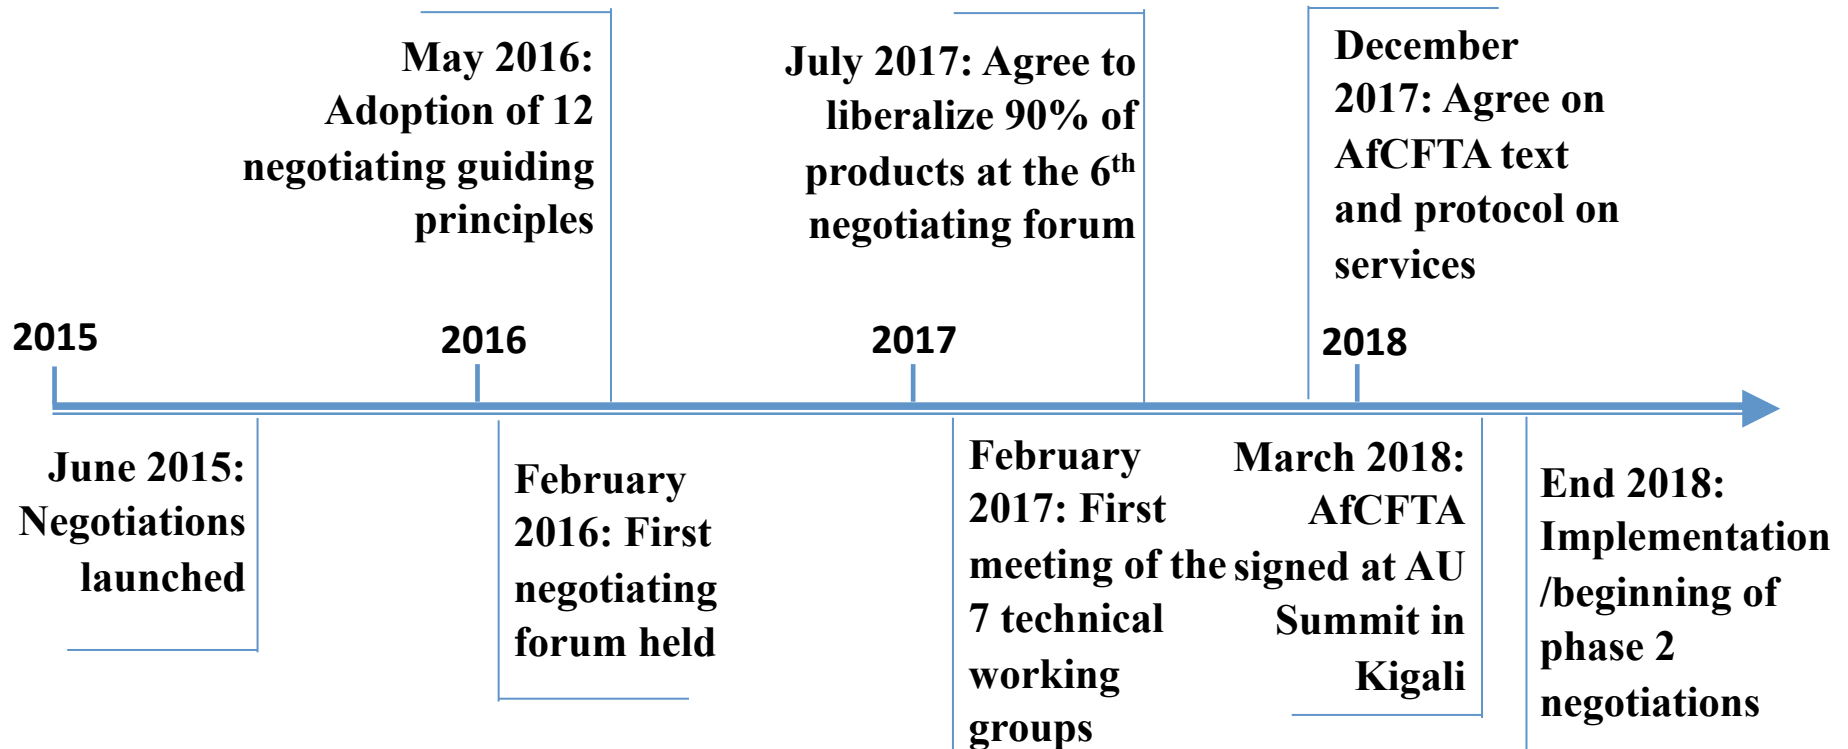 May 2016:
Adoption of 12
negotiating guiding
principles
July 2017: Agree to
liberalize 90% of
products at the 6th
negotiating forum
December
2017: Agree on
AfCFTA text
and protocol on
services
2015
2016
2017
2018
June 2015:
Negotiations
launched
February
2016: First
negotiating
forum held
February
2017: First
meeting of the
7 technical
working
groups
March 2018:
AfCFTA
signed at AU
Summit in
Kigali
End 2018:
Implementation
/beginning of
phase 2
negotiations